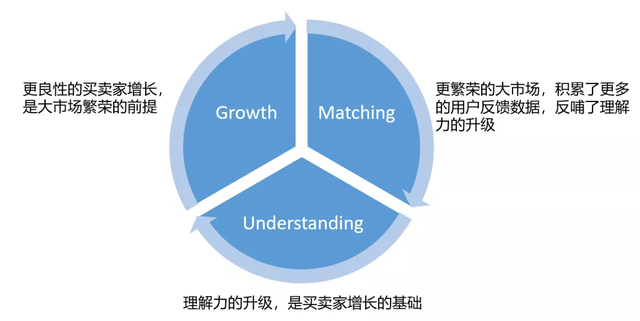 更良性的买卖家增长，
是大市场繁荣的前提
Growth
Matching
更繁荣的大市场，积累了更多
的用户反馈数据，反哺了理解
力的升级
Understanding
理解力的升级，是买卖家增长的基础